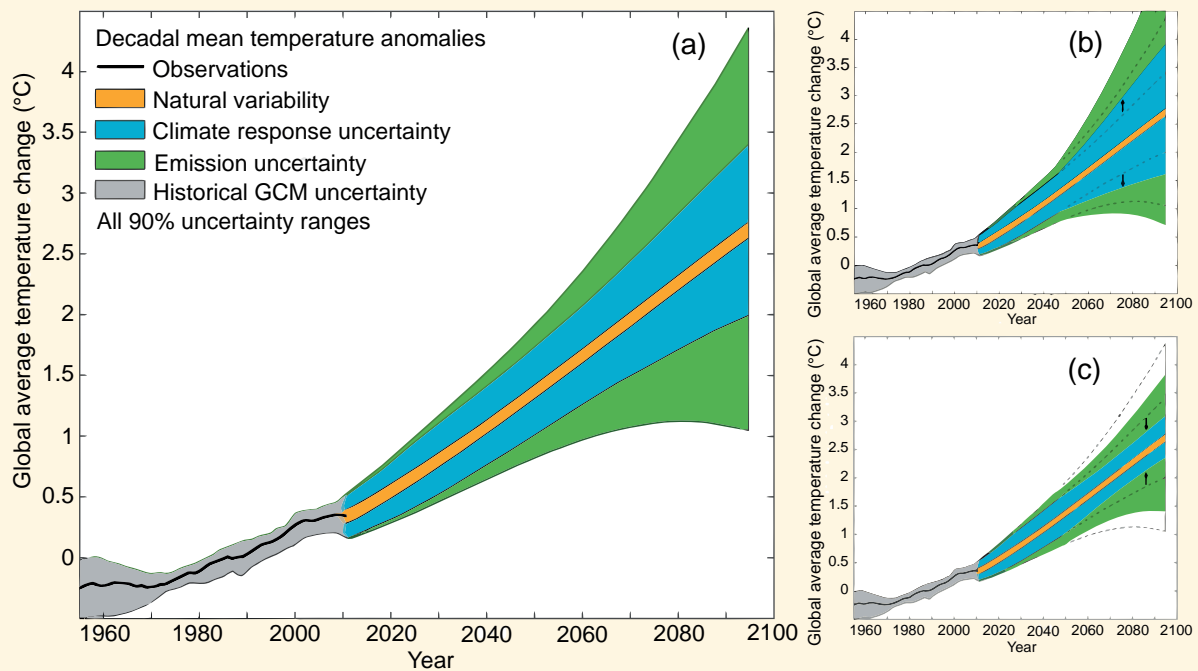 Decadal mean temperature anomalies
Observations
Natural variability
Climate response uncertainty
Emission uncertainty
Historical GCM uncertainty
All 90% uncertainty ranges
(a)
Global average temperature change (°C)
4
3.5
3
2.5
2
1.5
1
0.5
0
1960 1980 2000 2020 2040 2060 2080 2100
Year
(b)
Global average temperature change (°C)
4
3.5
3
2.5
2
1.5
1
0.5
0
1960 1980 2000 2020 2040 2060 2080 2100
Year
(c)
Global average temperature change (°C)
4
3.5
3
2.5
2
1.5
1
0.5
0
1960 1980 2000 2020 2040 2060 2080 2100
Year